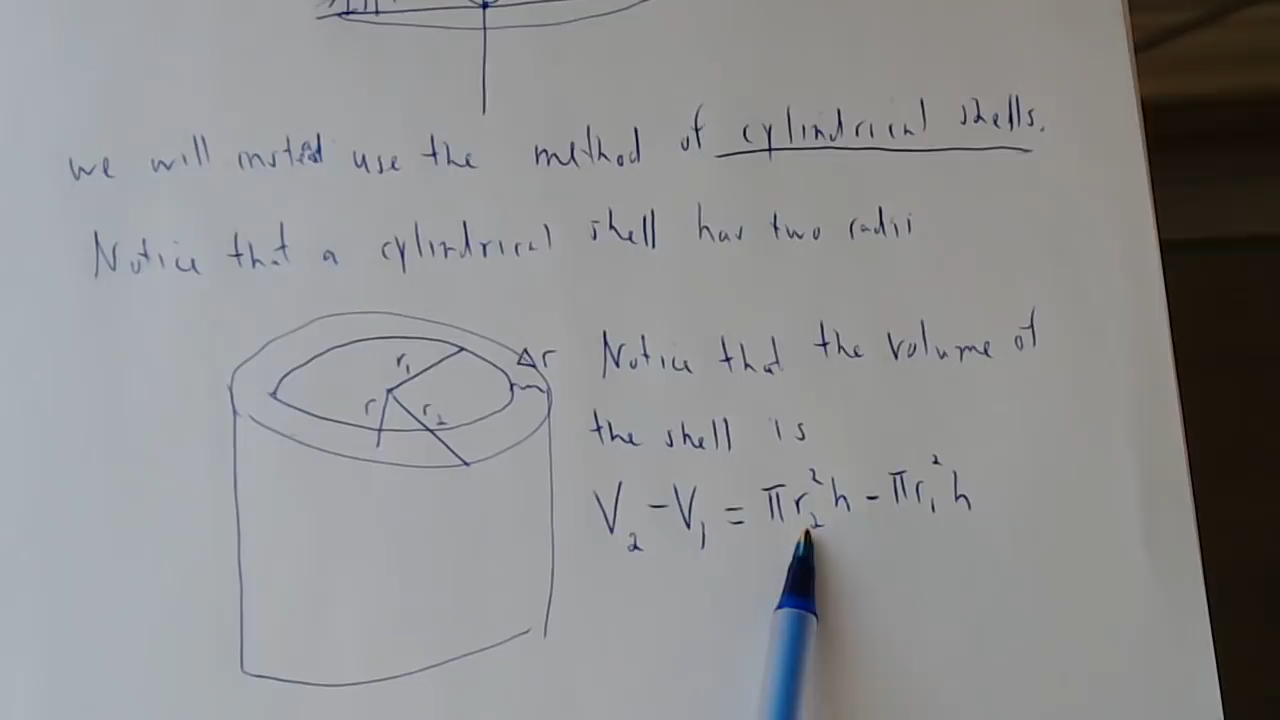 we will instead use the method of cylindrical shells.
Notice that a cylindrical shell has two radii
r₁
Δr
r
r₂
Notice that the volume of
the shell is
V₂ - V₁ = πr₂²h - πr₁²h